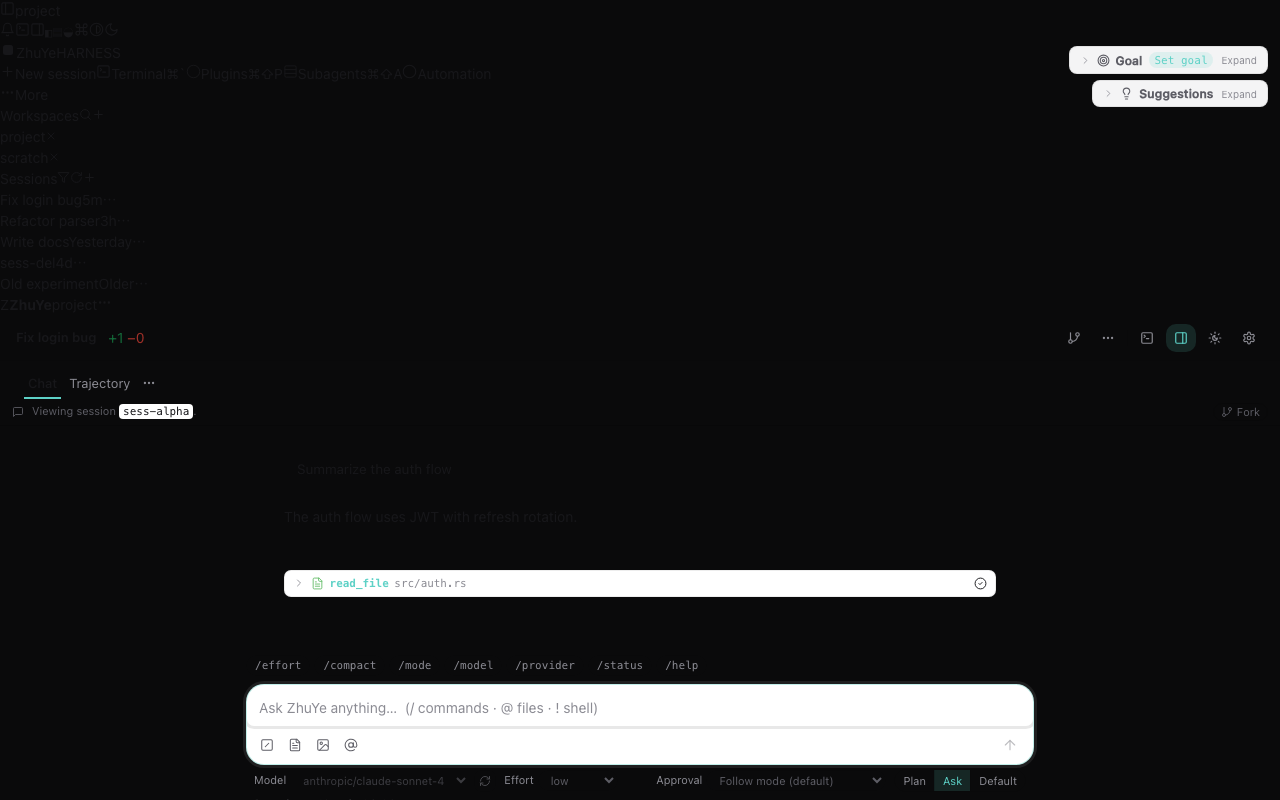 project
ZhuYeHARNESS
New sessionTerminal⌘`Plugins⌘⇧PSubagents⌘⇧AAutomation
More
Workspaces
project
scratch
Sessions
Fix login bug5m
Refactor parser3h
Write docsYesterday
sess-del4d
Old experimentOlder
ZZhuYeproject
Goal Set goal Expand
Suggestions Expand
Fix login bug +1 −0
Chat Trajectory
Viewing session sess-alpha
Fork
Summarize the auth flow
The auth flow uses JWT with refresh rotation.
read_file src/auth.rs
/effort /compact /mode /model /provider /status /help
Ask ZhuYe anything… (/ commands · @ files · ! shell)
Model anthropic/claude-sonnet-4 Effort low Approval Follow mode (default) Plan Ask Default